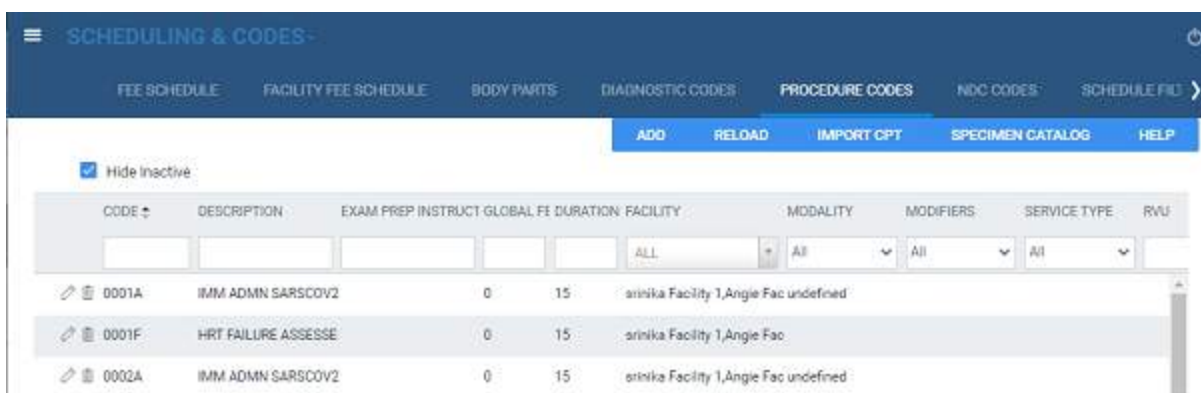 SCHEDULING & CODES-
FEE SCHEDULE FACILITY FEE SCHEDULE BODY PARTS DIAGNOSTIC CODES PROCEDURE CODES NDC CODES SCHEDULE FILT
ADD RELOAD IMPORT CPT SPECIMEN CATALOG HELP
Hide Inactive
CODE DESCRIPTION EXAM PREP INSTRUCT GLOBAL FE DURATION FACILITY MODALITY MODIFIERS SERVICE TYPE RVU
ALL All All All
0001A IMM ADMN SARSCOV2 0 15 srinika Facility 1,Angie Fac undefined
0001F HRT FAILURE ASSESSE 0 15 srinika Facility 1,Angie Fac
0002A IMM ADMN SARSCOV2 0 15 srinika Facility 1,Angie Fac undefined